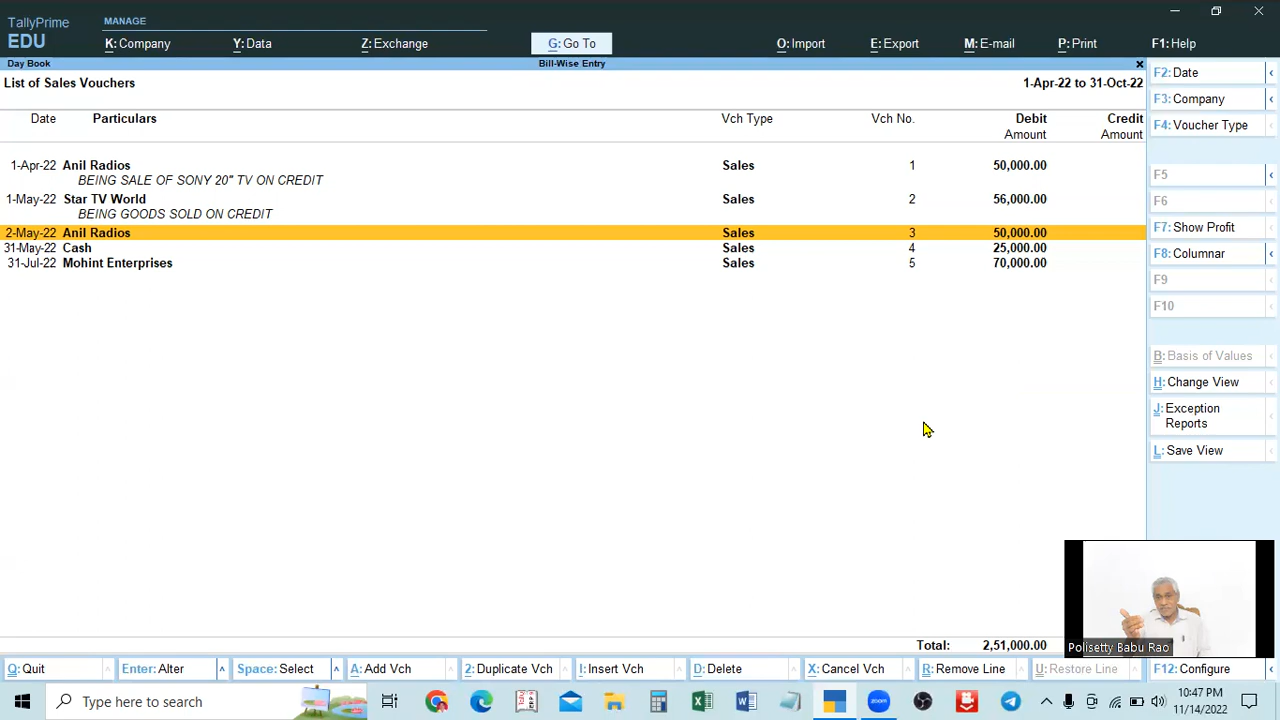 TallyPrime
EDU
MANAGE
K: Company
Y: Data
Z: Exchange
G: Go To
O: Import
E: Export
M: E-mail
P: Print
F1: Help
Day Book
Bill-Wise Entry
List of Sales Vouchers
1-Apr-22 to 31-Oct-22
Date Particulars Vch Type Vch No. Debit Credit
Amount Amount
1-Apr-22 Anil Radios Sales 1 50,000.00
BEING SALE OF SONY 20" TV ON CREDIT
1-May-22 Star TV World Sales 2 56,000.00
BEING GOODS SOLD ON CREDIT
2-May-22 Anil Radios Sales 3 50,000.00
31-May-22 Cash Sales 4 25,000.00
31-Jul-22 Mohint Enterprises Sales 5 70,000.00
Total: 2,51,000.00
F2: Date
F3: Company
F4: Voucher Type
F5
F6
F7: Show Profit
F8: Columnar
F9
F10
B: Basis of Values
H: Change View
J: Exception
Reports
L: Save View
Polisetty Babu Rao
Q: Quit
Enter: Alter
Space: Select
A: Add Vch
2: Duplicate Vch
I: Insert Vch
D: Delete
X: Cancel Vch
R: Remove Line
U: Restore Line
F12: Configure
Type here to search
zoom
10:47 PM
11/14/2022